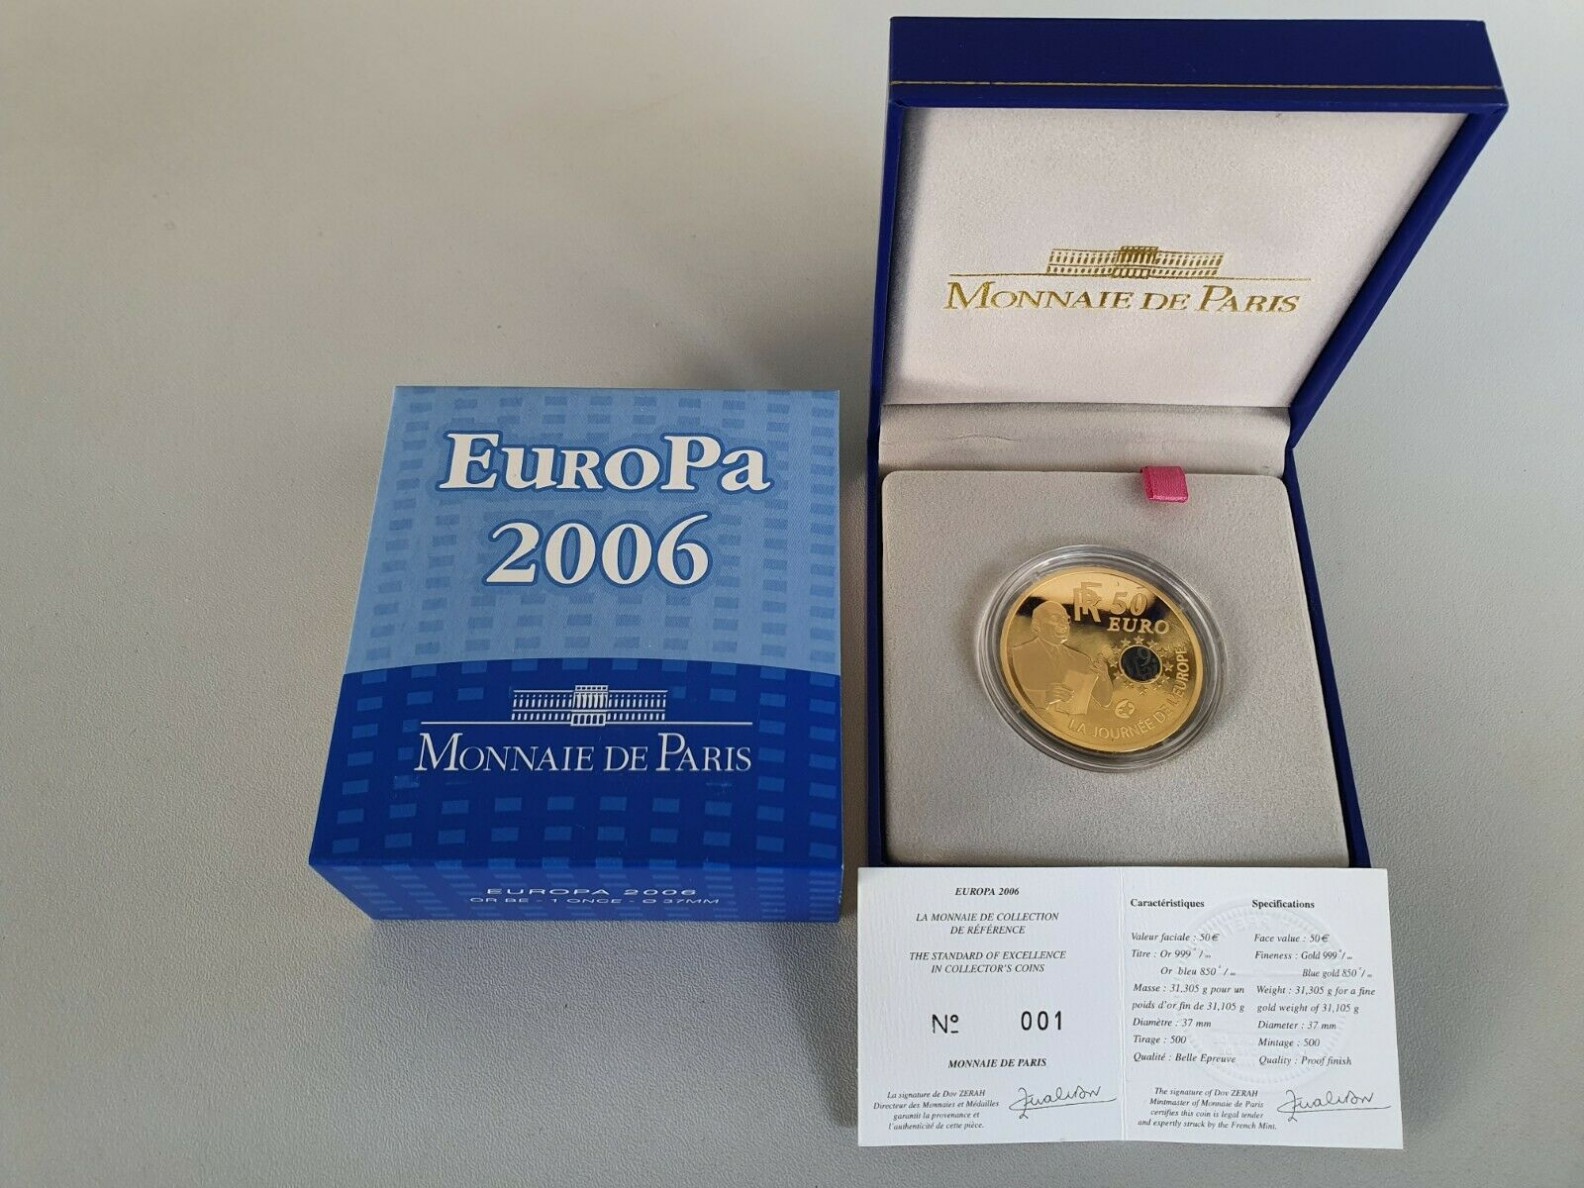 EUROPA
2006
MONNAIE DE PARIS
EUROPA 2006
OR BE - 1 ONCE - Ø 37MM
MONNAIE DE PARIS
RF 50
EURO
LA JOURNÉE DE L'EUROPE
EUROPA 2006
LA MONNAIE DE COLLECTION
DE RÉFÉRENCE
THE STANDARD OF EXCELLENCE
IN COLLECTOR'S COINS
Nº 001
MONNAIE DE PARIS
La signature de Dov ZERAH
Directeur des Monnaies et Médailles
garantit la provenance et
l'authenticité de cette pièce.
Caractéristiques
Valeur faciale : 50 €
Titre : Or 999 °/...
Or bleu 850 °/...
Masse : 31,305 g pour un
poids d'or fin de 31,105 g
Diamètre : 37 mm
Tirage : 500
Qualité : Belle Epreuve
Specifications
Face value : 50 €
Fineness : Gold 999 °/...
Blue gold 850 °/...
Weight : 31,305 g for a fine
gold weight of 31,105 g
Diameter : 37 mm
Mintage : 500
Quality : Proof finish
The signature of Dov ZERAH
Mintmaster of Monnaie de Paris
certifies this coin is legal tender
and expertly struck by the French Mint.